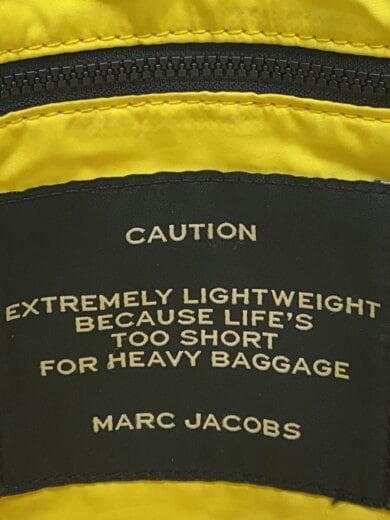 CAUTION
EXTREMELY LIGHTWEIGHT
BECAUSE LIFE'S
TOO SHORT
FOR HEAVY BAGGAGE
MARC JACOBS